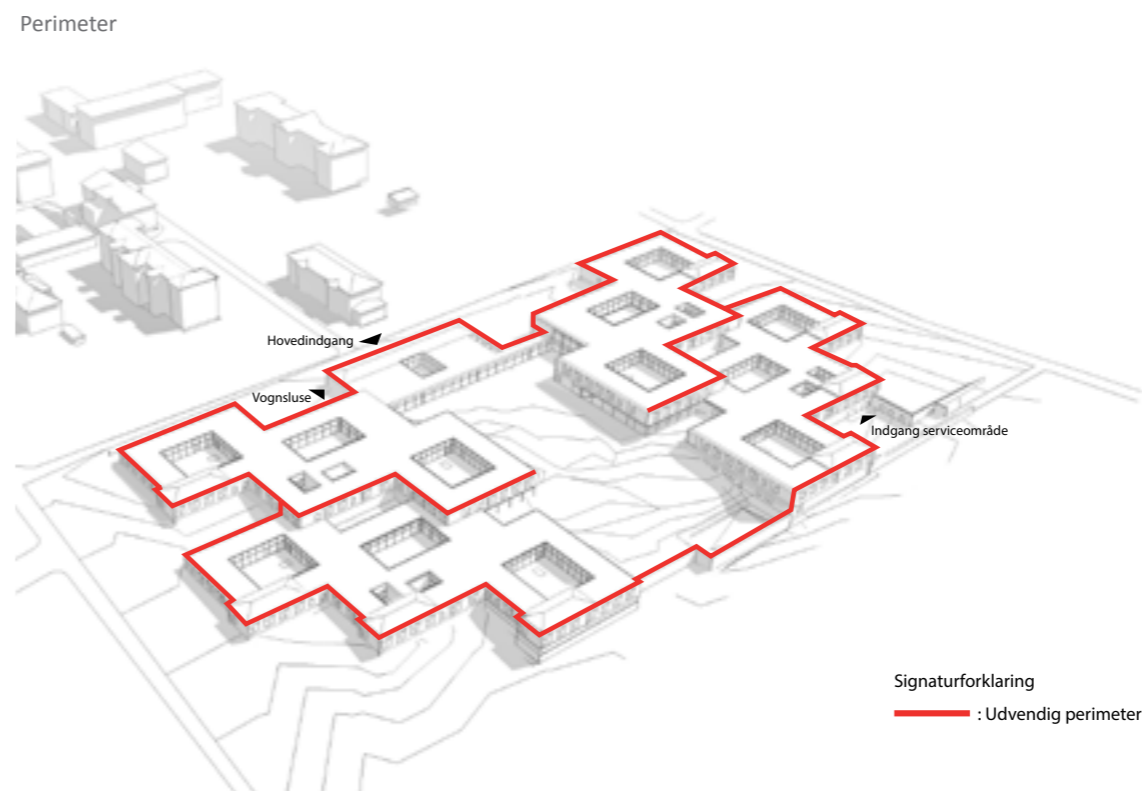 Perimeter
Hovedindgang
Vognsluse
Indgang serviceområde
Signaturforklaring
: Udvendig perimeter